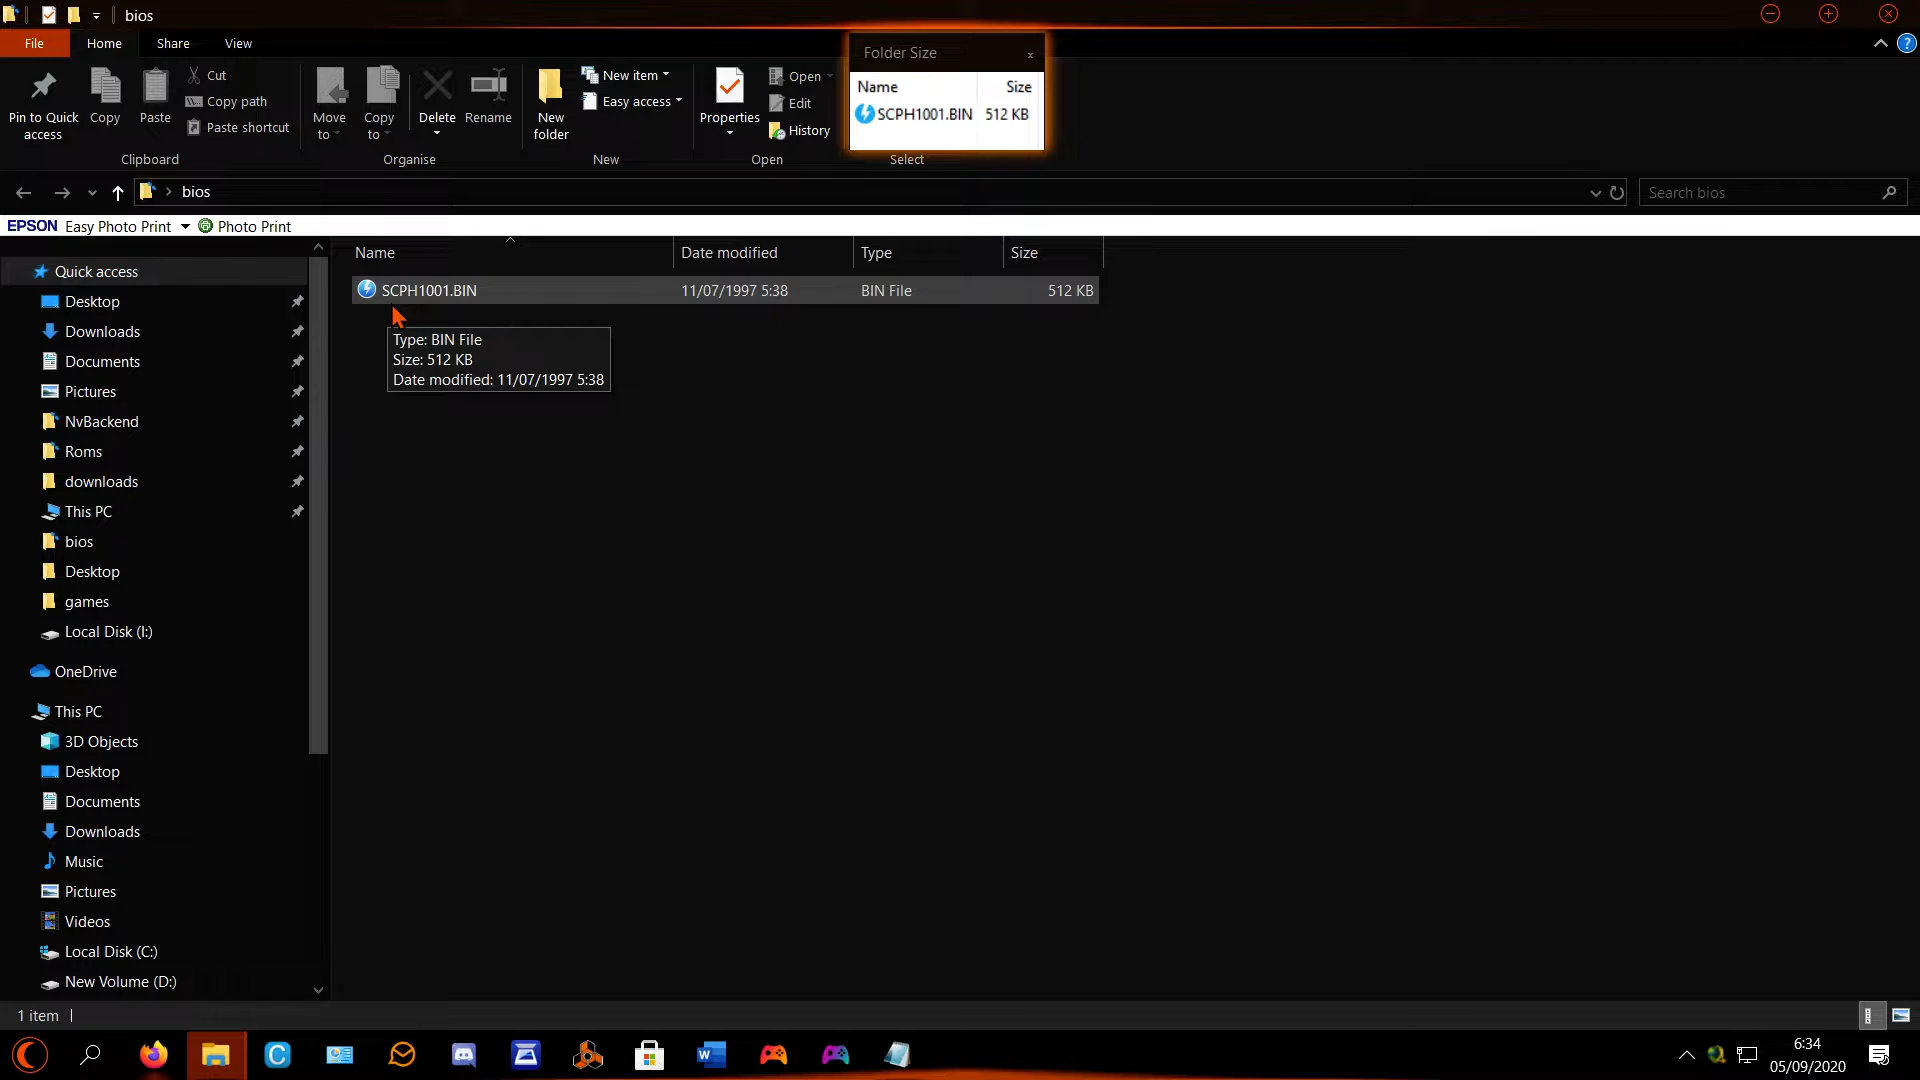 bios
File
Home
Share
View
Pin to Quick access
Copy
Paste
Cut
Copy path
Paste shortcut
Clipboard
Move to
Copy to
Delete
Rename
Organise
New folder
New item
Easy access
New
Properties
Open
Edit
History
Open
Select
Folder Size
x
Name Size
SCPH1001.BIN 512 KB
bios
Search bios
EPSON Easy Photo Print Photo Print
Name Date modified Type Size
SCPH1001.BIN 11/07/1997 5:38 BIN File 512 KB
Type: BIN File
Size: 512 KB
Date modified: 11/07/1997 5:38
Quick access
Desktop
Downloads
Documents
Pictures
NvBackend
Roms
downloads
This PC
bios
Desktop
games
Local Disk (I:)
OneDrive
This PC
3D Objects
Desktop
Documents
Downloads
Music
Pictures
Videos
Local Disk (C:)
New Volume (D:)
1 item
6:34
05/09/2020